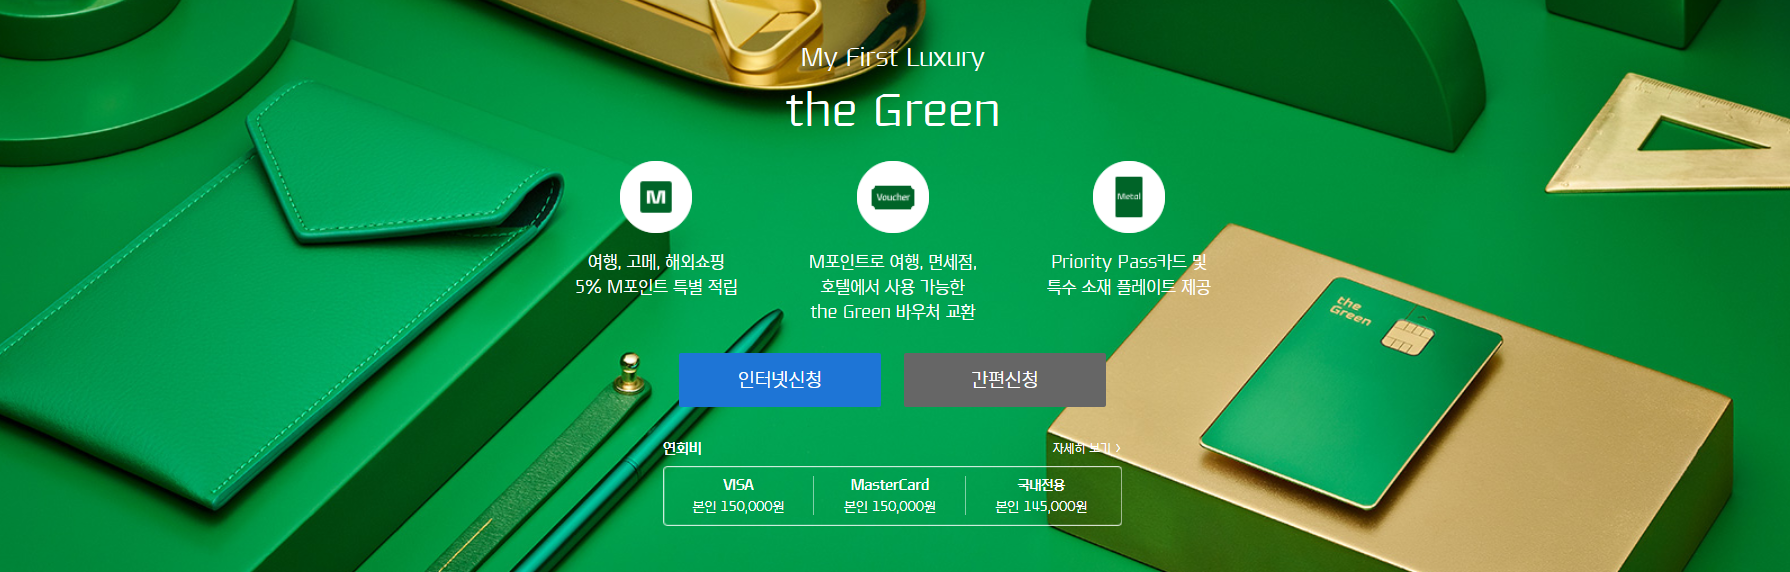 My First Luxury
the Green
M
Voucher
Metal
여행, 고메, 해외쇼핑
5% M포인트 특별 적립
M포인트로 여행, 면세점,
호텔에서 사용 가능한
the Green 바우처 교환
Priority Pass카드 및
특수 소재 플레이트 제공
the
Green
인터넷신청
간편신청
연회비
자세히 보기 >
VISA
본인 150,000원
MasterCard
본인 150,000원
국내전용
본인 145,000원